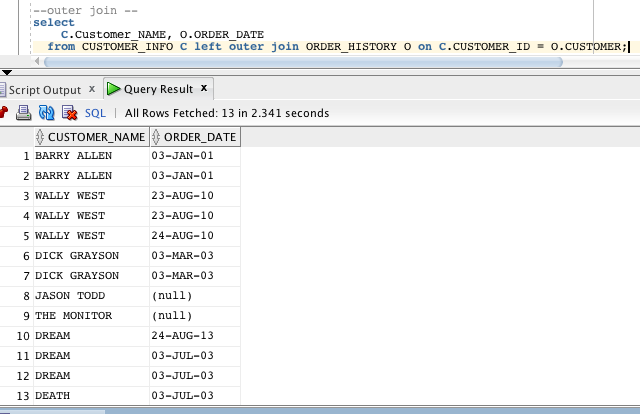 --outer join --
select
C.Customer_NAME, O.ORDER_DATE
from CUSTOMER_INFO C left outer join ORDER_HISTORY O on C.CUSTOMER_ID = O.CUSTOMER;
Script Output x Query Result x
SQL | All Rows Fetched: 13 in 2.341 seconds
CUSTOMER_NAME ORDER_DATE
1 BARRY ALLEN 03-JAN-01
2 BARRY ALLEN 03-JAN-01
3 WALLY WEST 23-AUG-10
4 WALLY WEST 23-AUG-10
5 WALLY WEST 24-AUG-10
6 DICK GRAYSON 03-MAR-03
7 DICK GRAYSON 03-MAR-03
8 JASON TODD (null)
9 THE MONITOR (null)
10 DREAM 24-AUG-13
11 DREAM 03-JUL-03
12 DREAM 03-JUL-03
13 DEATH 03-JUL-03